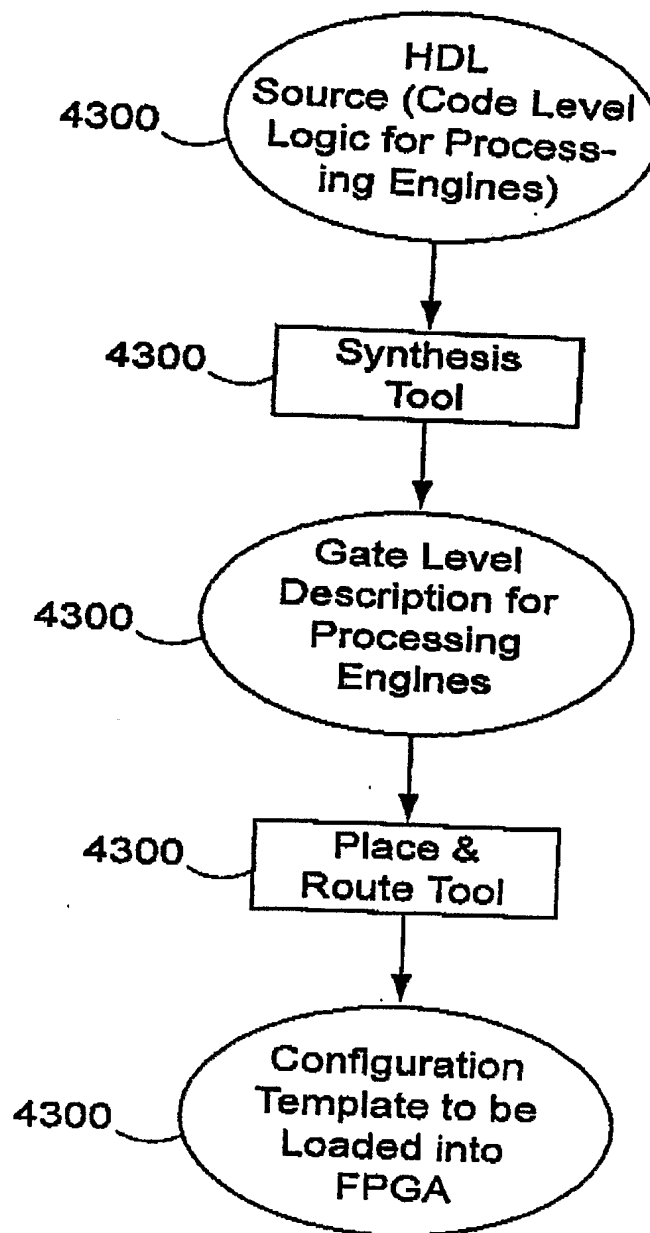 HDL
Source (Code Level
4300
Logic for Process-
ing Engines)
4300
Synthesis
Tool
Gate Level
Description for
4300
Processing
Engines
4300
Place &
Route Tool
Configuration
Template to be
4300
Loaded into
FPGA